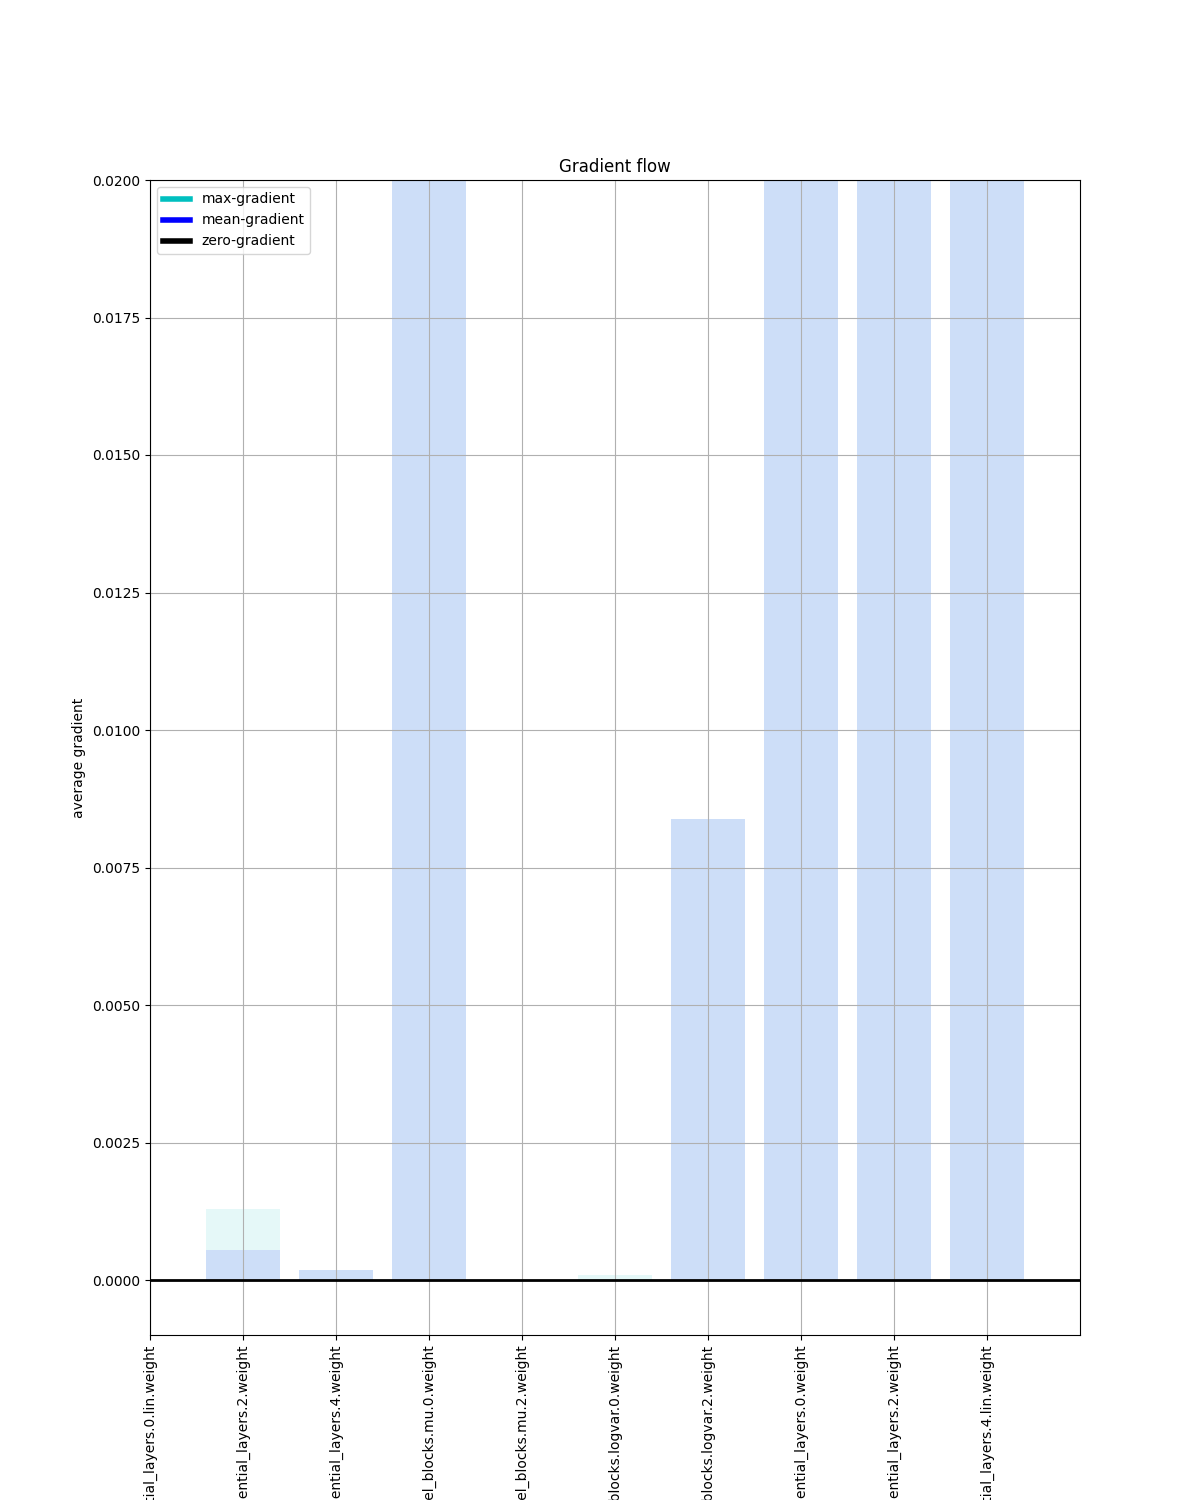 Gradient flow
max-gradient
mean-gradient
zero-gradient
0.0200
0.0175
0.0150
0.0125
0.0100
0.0075
0.0050
0.0025
0.0000
average gradient
tial_layers.0.lin.weight
ential_layers.2.weight
ential_layers.4.weight
el_blocks.mu.0.weight
el_blocks.mu.2.weight
blocks.logvar.0.weight
blocks.logvar.2.weight
ential_layers.0.weight
ential_layers.2.weight
tial_layers.4.lin.weight